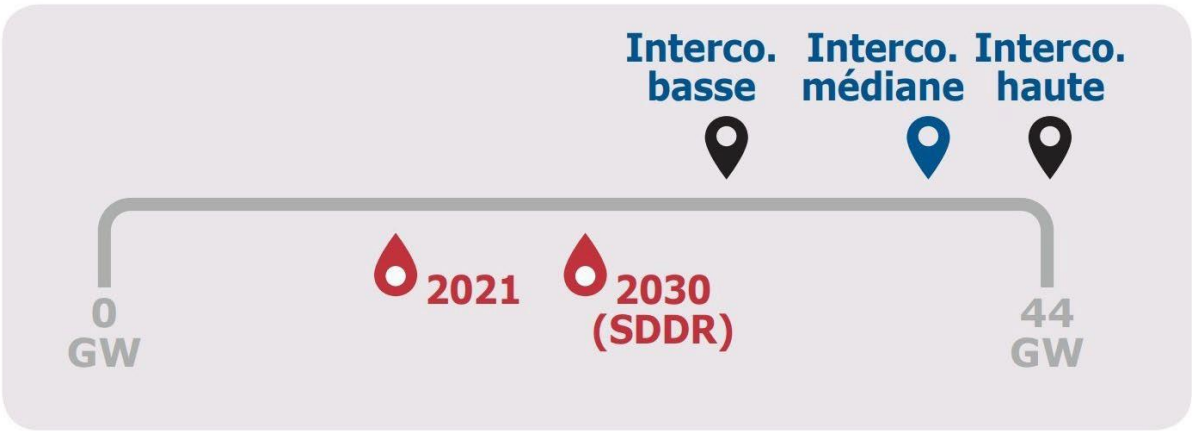 Interco. basse
Interco. médiane
Interco. haute
2021
2030
(SDDR)
0
GW
44
GW